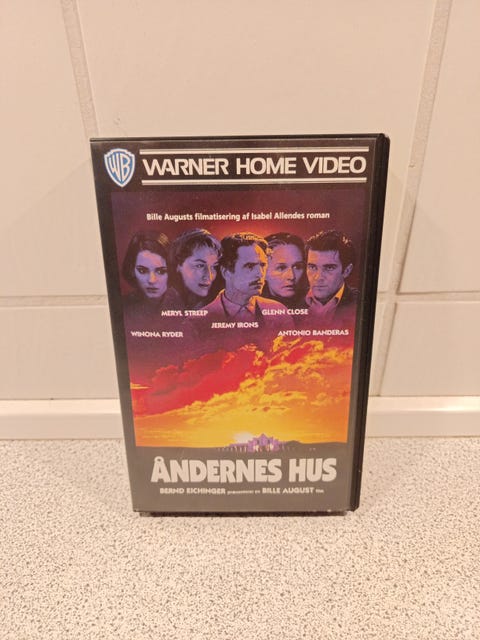 WB WARNER HOME VIDEO
Bille Augusts filmatisering af Isabel Allendes roman
MERYL STREEP GLENN CLOSE
JEREMY IRONS
WINONA RYDER ANTONIO BANDERAS
ÅNDERNES HUS
BERND EICHINGER BILLE AUGUST